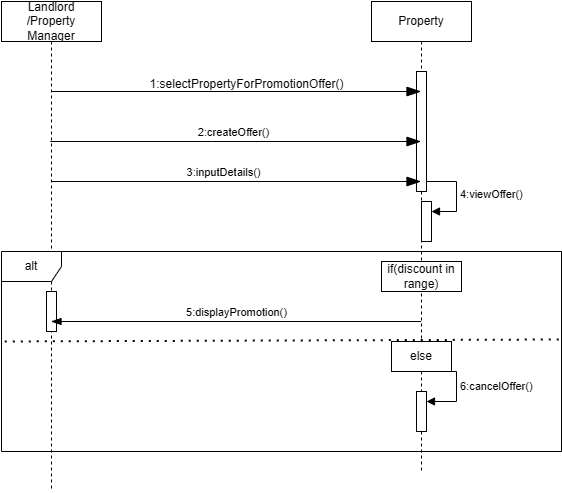 Landlord
/Property
Manager
Property
1:selectPropertyForPromotionOffer()
2:createOffer()
3:inputDetails()
4:viewOffer()
alt
if(discount in
range)
5:displayPromotion()
else
6:cancelOffer()